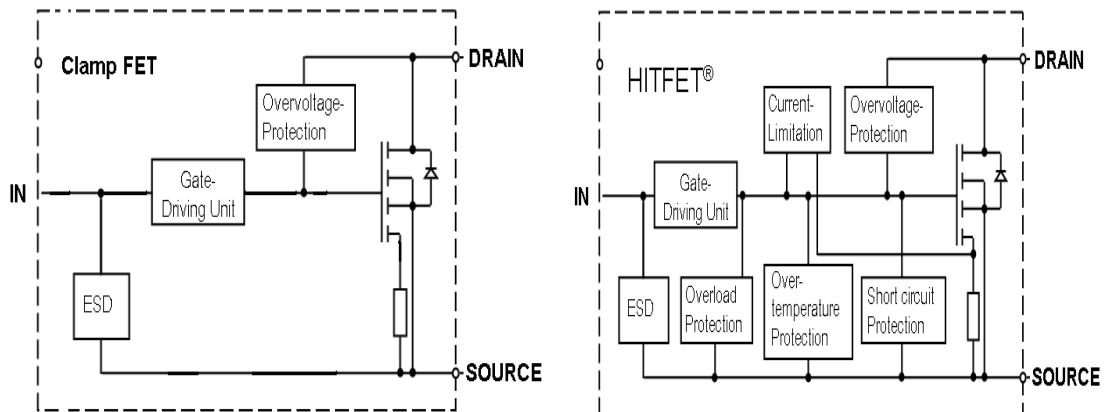 Clamp FET
DRAIN
Overvoltage-
Protection
IN
Gate-
Driving Unit
ESD
SOURCE
HITFET®
DRAIN
Current-
Limitation
Overvoltage-
Protection
IN
Gate-
Driving Unit
ESD
Overload
Protection
Over-
temperature
Protection
Short circuit
Protection
SOURCE